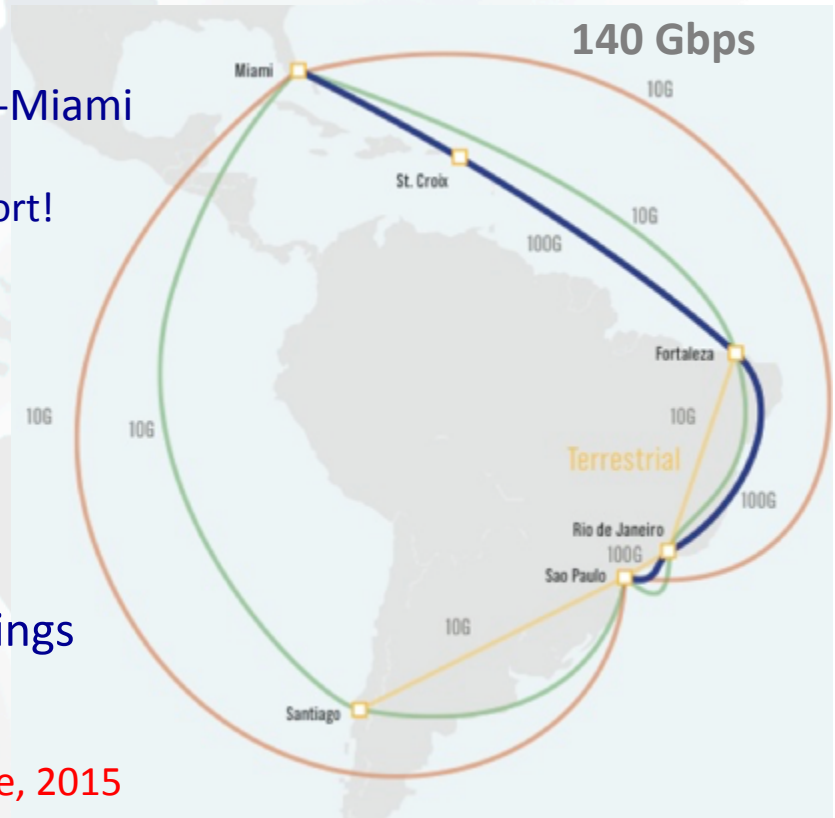 140 Gbps
Miami
10G
-Miami
St. Croix
ort!
10G
100G
Fortaleza
10G
10G
10G
Terrestrial
100G
Rio de Janeiro
100G
Sao Paulo
ings
10G
Santiago
e, 2015